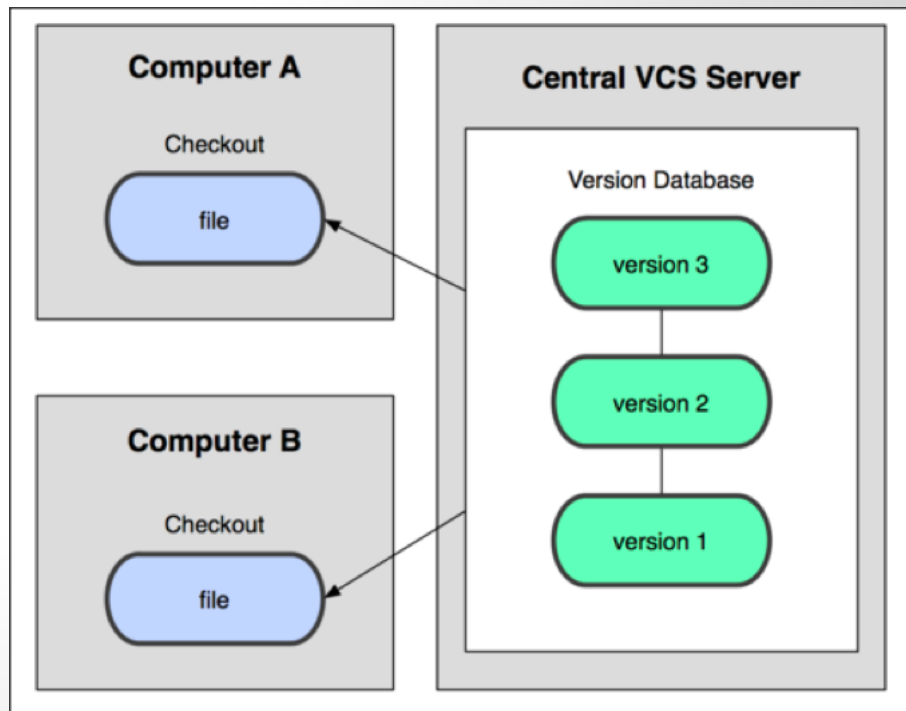 Computer A
Checkout
file
Computer B
Checkout
file
Central VCS Server
Version Database
version 3
version 2
version 1